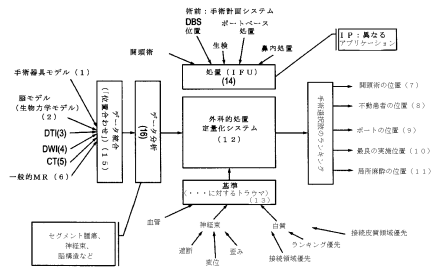 術前:手術計画システム
DBS
位置
ポートベース
処置
生検
鼻内処置
開頭術
処置(IFU)
(14)
IP:異なる
アプリケーション
手術器具モデル(1)
脳モデル
(生物力学モデル)
(2)
DTI(3)
DWI(4)
CT(5)
一般的MR(6)
データ統合
(「位置合わせ」)(15)
データ分析
(16)
外科的処置
定量化システム
(12)
手術選択肢のランキング
開頭術の位置(7)
不動患者の位置(8)
ポートの位置(9)
最良の実施位置(10)
局所麻酔の位置(11)
基準
(・・・に対するトラウマ)
(13)
血管
神経束
白質
遮断
変位
歪み
接続領域優先
ランキング優先
接続皮質領域優先
セグメント腫瘍、
神経束、
脳構造など